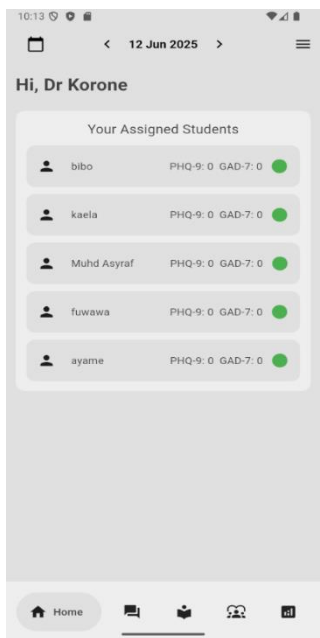 10:13
12 Jun 2025
Hi, Dr Korone
Your Assigned Students
bibo PHQ-9: 0 GAD-7: 0
kaela PHQ-9: 0 GAD-7: 0
Muhd Asyraf PHQ-9: 0 GAD-7: 0
fuwawa PHQ-9: 0 GAD-7: 0
ayame PHQ-9: 0 GAD-7: 0
Home